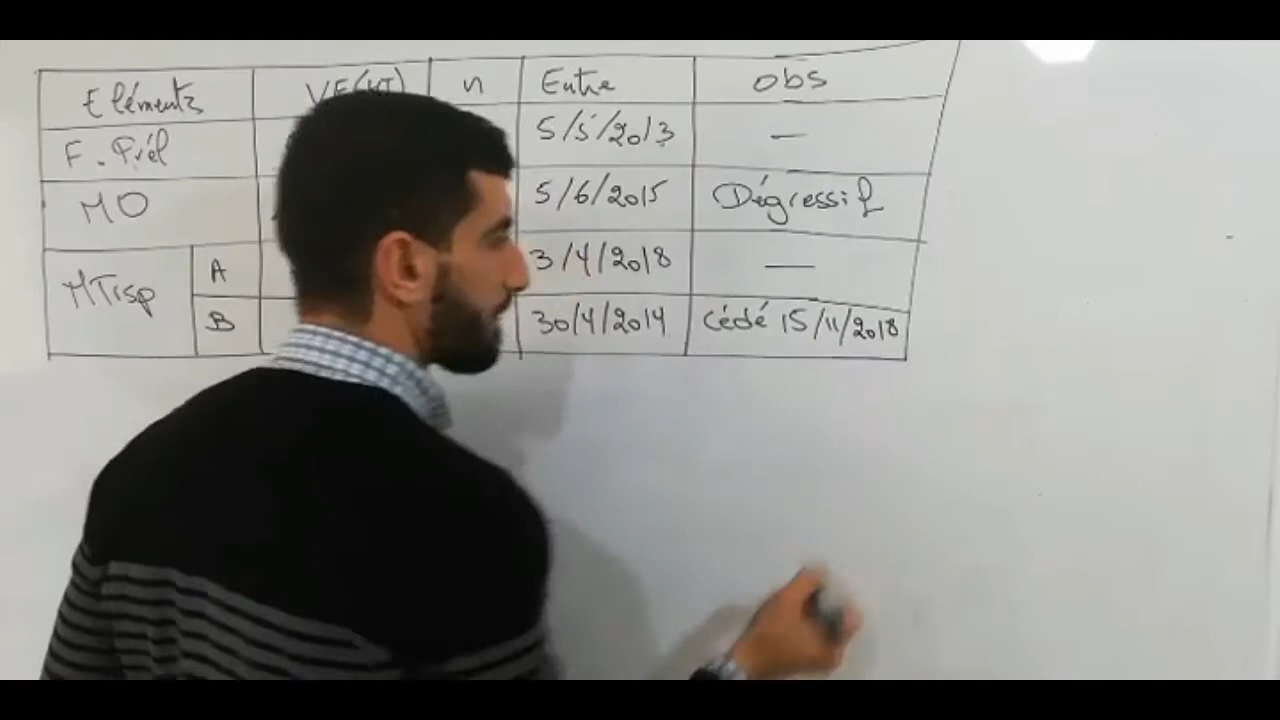 Eléments VE(HT) n Entre obs
F. Prél 5/5/2013 —
MO 5/6/2015 Dégressif
MTrsp A 3/4/2018 —
B 30/4/2014 cédé 15/11/2018